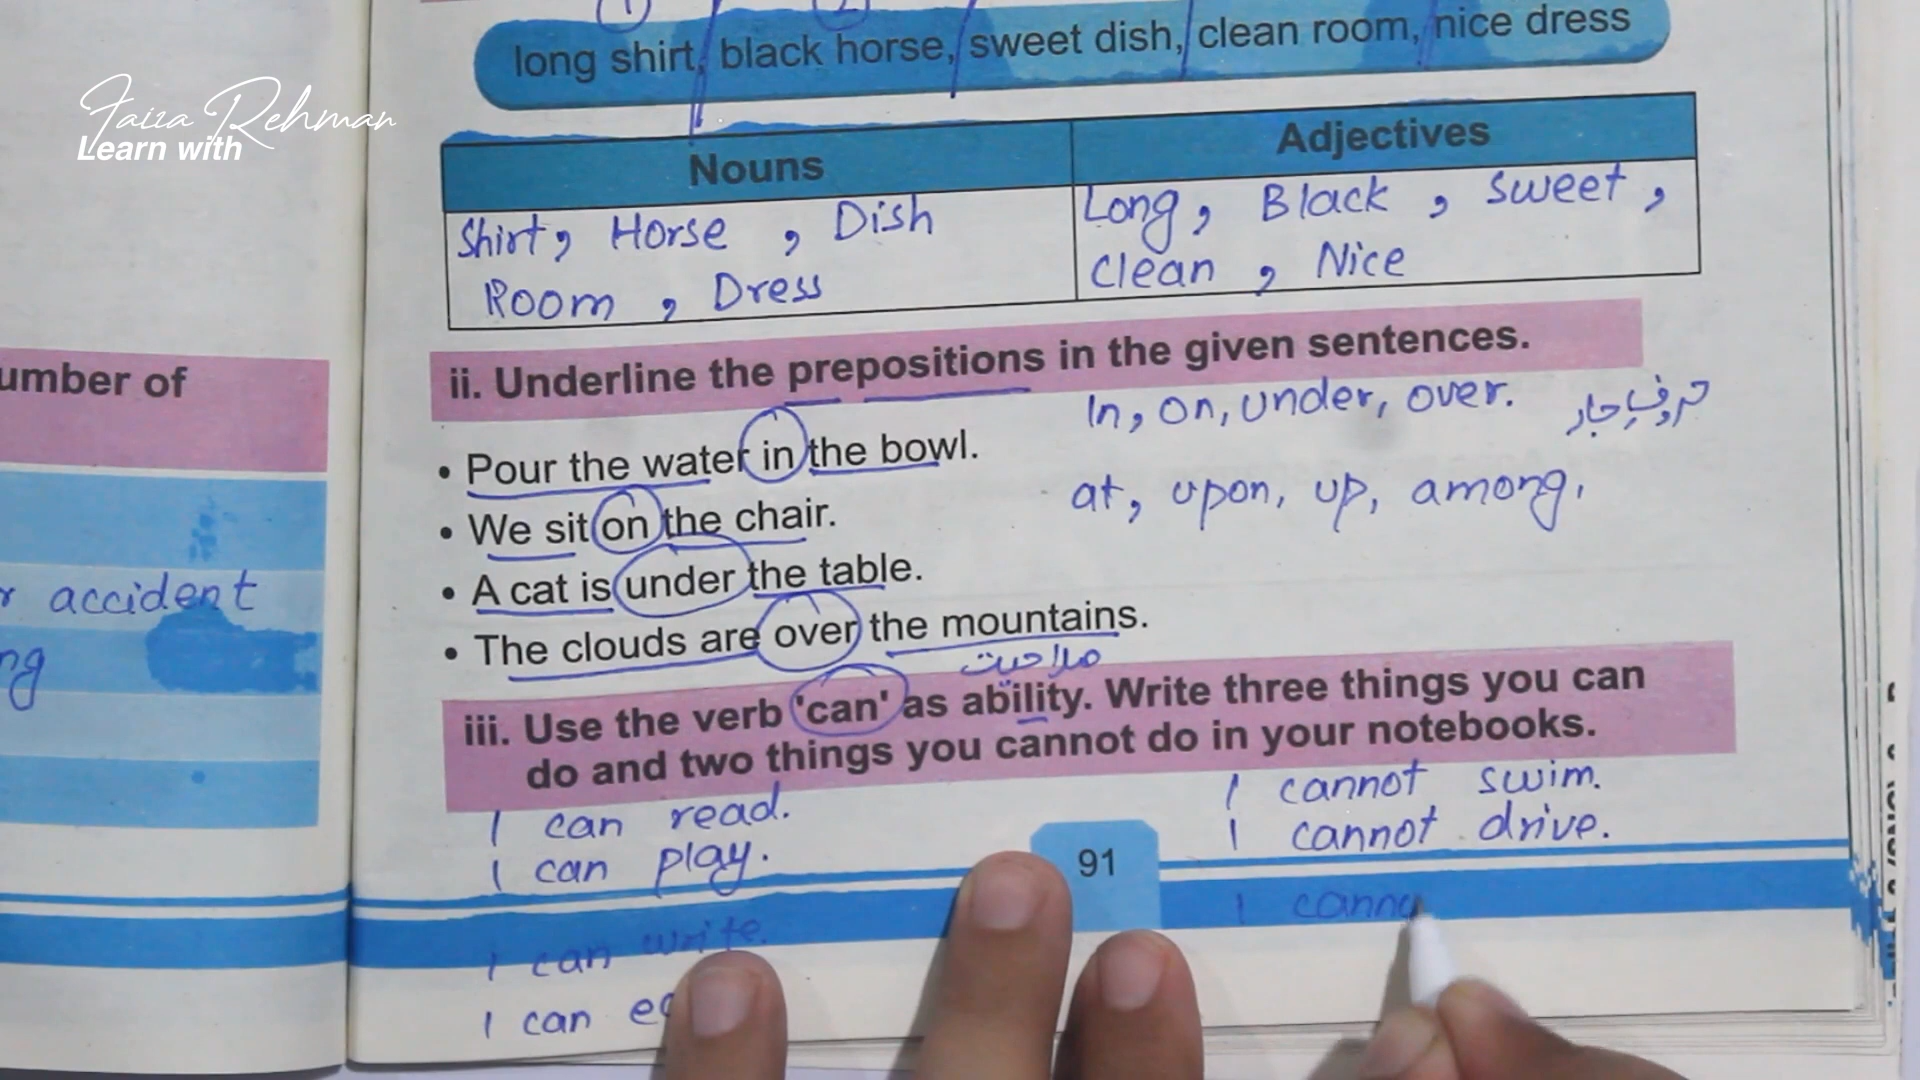 long shirt, black horse, sweet dish, clean room, nice dress
Faiza Rehman
Learn with
Nouns
Adjectives
Shirt, Horse, Dish
Room, Dress
Long, Black, Sweet,
Clean, Nice
umber of
accident
ng
ii. Underline the prepositions in the given sentences.
In, on, under, over. حروف جار
at, upon, up, among,
• Pour the water in the bowl.
• We sit on the chair.
• A cat is under the table.
• The clouds are over the mountains.
صلاحیت
iii. Use the verb 'can' as ability. Write three things you can
do and two things you cannot do in your notebooks.
I can read.
I can play.
I can write.
I can
I cannot swim.
I cannot drive.
I canno
91